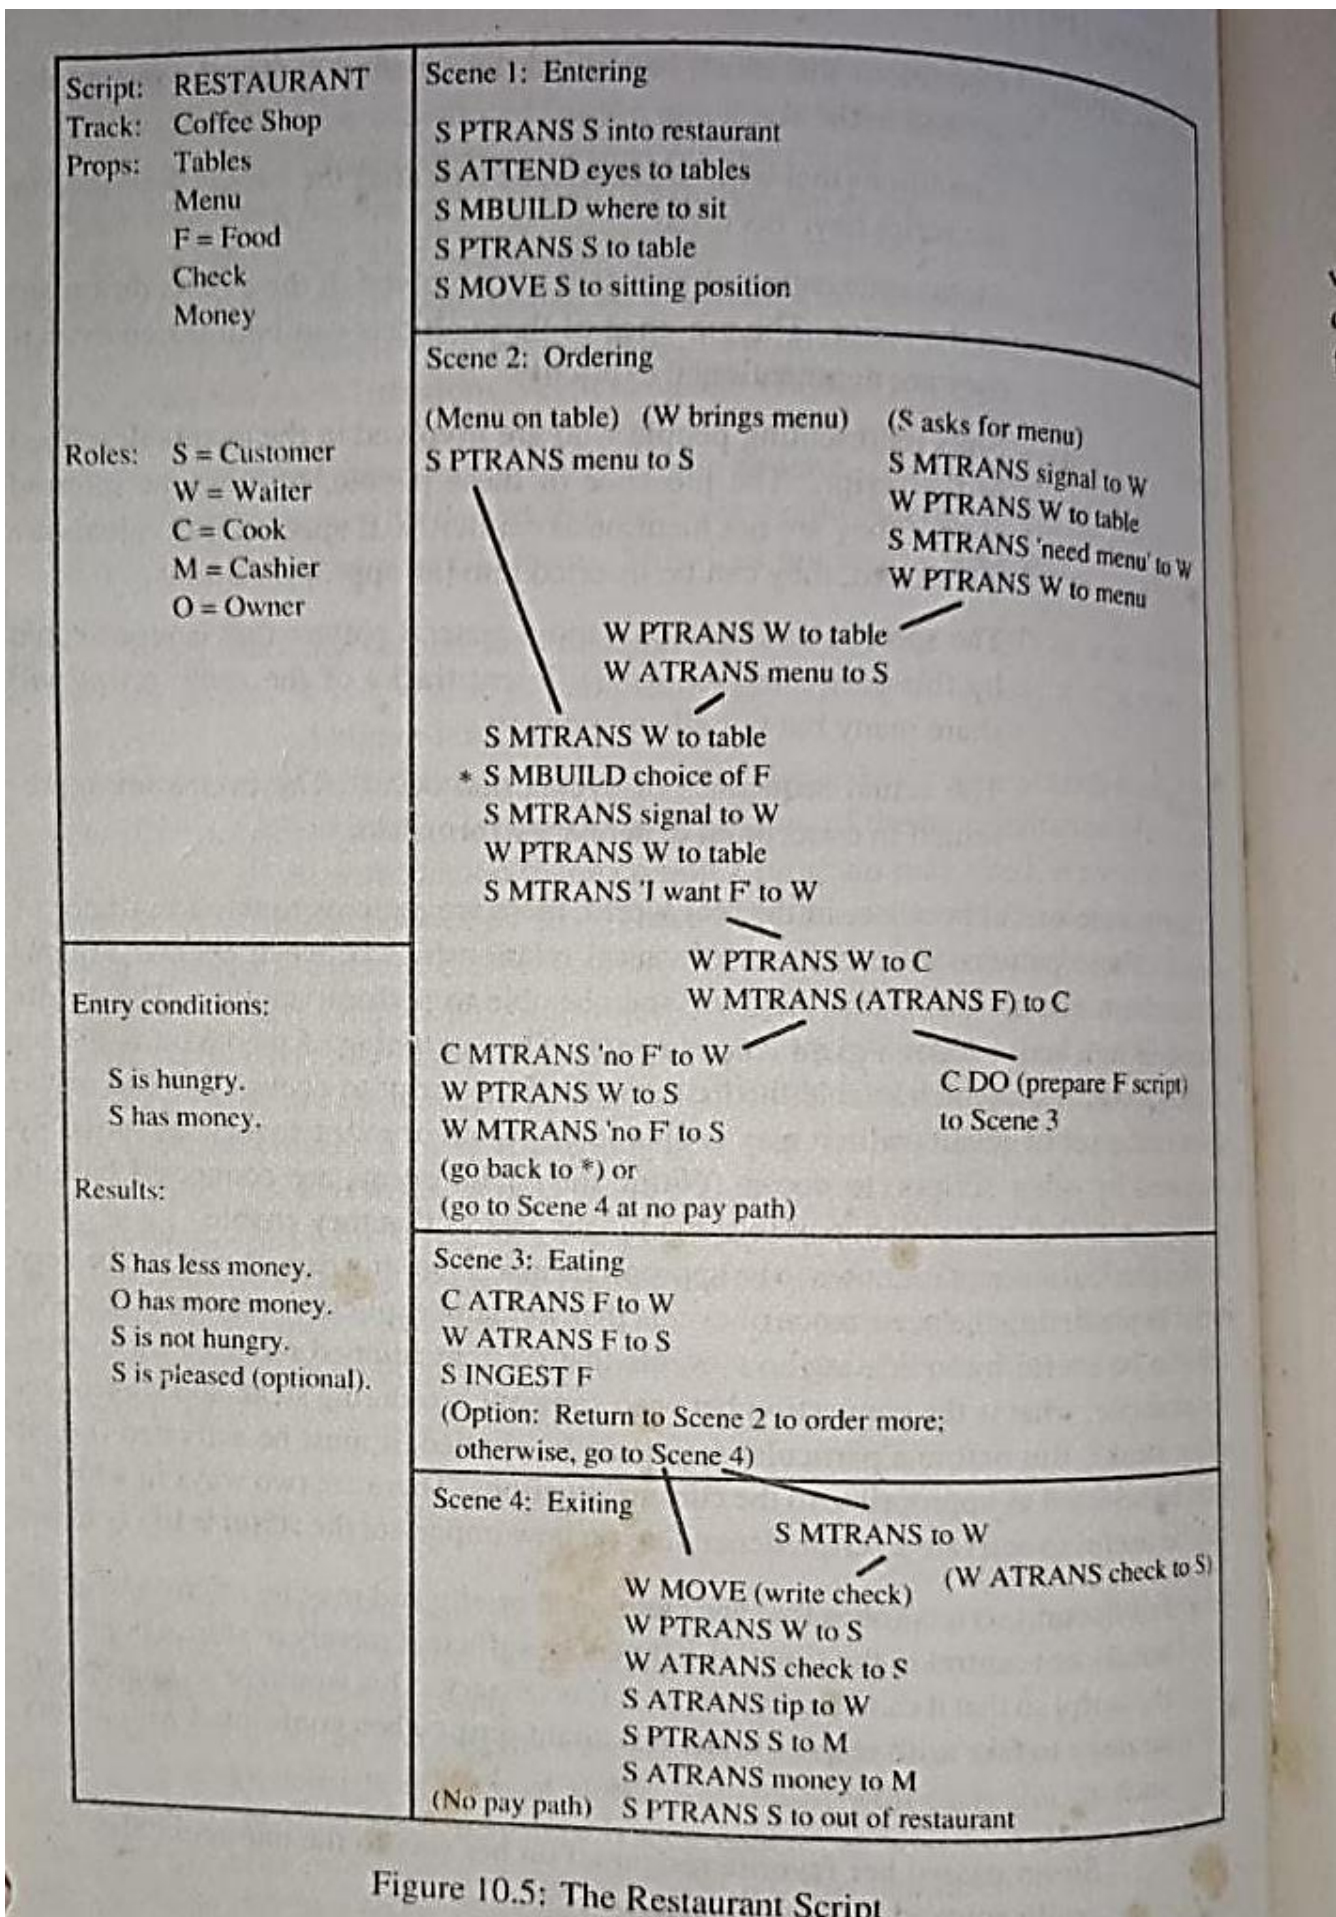 Script: RESTAURANT
Track: Coffee Shop
Props: Tables
Menu
F = Food
Check
Money
Roles: S = Customer
W = Waiter
C = Cook
M = Cashier
O = Owner
Entry conditions:
S is hungry.
S has money.
Results:
S has less money.
O has more money.
S is not hungry.
S is pleased (optional).
Scene 1: Entering
S PTRANS S into restaurant
S ATTEND eyes to tables
S MBUILD where to sit
S PTRANS S to table
S MOVE S to sitting position
Scene 2: Ordering
(Menu on table) (W brings menu) (S asks for menu)
S PTRANS menu to S
S MTRANS signal to W
W PTRANS W to table
S MTRANS 'need menu' to W
W PTRANS W to menu
W PTRANS W to table
W ATRANS menu to S
S MTRANS W to table
* S MBUILD choice of F
S MTRANS signal to W
W PTRANS W to table
S MTRANS 'I want F' to W
W PTRANS W to C
W MTRANS (ATRANS F) to C
C MTRANS 'no F' to W
W PTRANS W to S
W MTRANS 'no F' to S
(go back to *) or
(go to Scene 4 at no pay path)
C DO (prepare F script)
to Scene 3
Scene 3: Eating
C ATRANS F to W
W ATRANS F to S
S INGEST F
(Option: Return to Scene 2 to order more;
otherwise, go to Scene 4)
Scene 4: Exiting
S MTRANS to W
(W ATRANS check to S)
W MOVE (write check)
W PTRANS W to S
W ATRANS check to S
S ATRANS tip to W
S PTRANS S to M
S ATRANS money to M
(No pay path) S PTRANS S to out of restaurant
Figure 10.5: The Restaurant Script